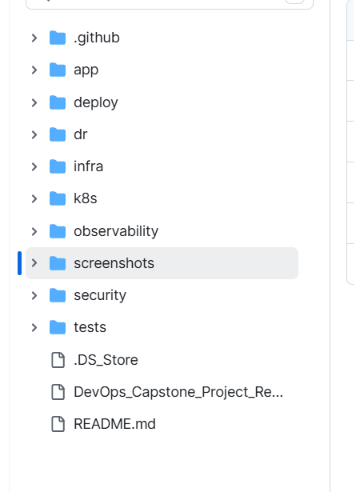 .github
app
deploy
dr
infra
k8s
observability
screenshots
security
tests
.DS_Store
DevOps_Capstone_Project_Re...
README.md